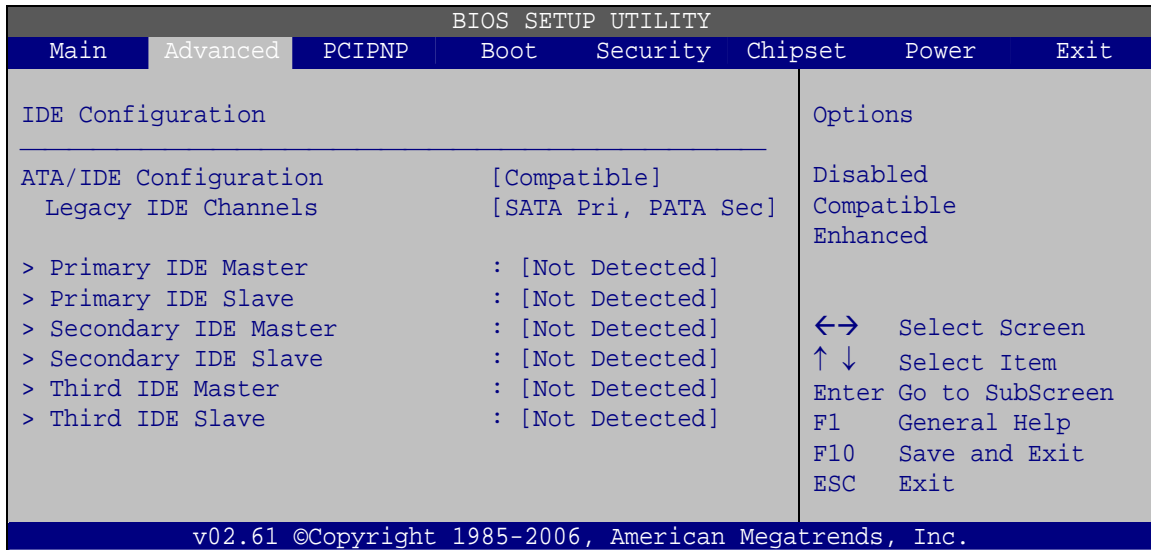 BIOS SETUP UTILITY
Main Advanced PCIPNP Boot Security Chipset Power Exit
IDE Configuration
ATA/IDE Configuration [Compatible]
Legacy IDE Channels [SATA Pri, PATA Sec]
> Primary IDE Master : [Not Detected]
> Primary IDE Slave : [Not Detected]
> Secondary IDE Master : [Not Detected]
> Secondary IDE Slave : [Not Detected]
> Third IDE Master : [Not Detected]
> Third IDE Slave : [Not Detected]
Options
Disabled
Compatible
Enhanced
←→ Select Screen
↑ ↓ Select Item
Enter Go to SubScreen
F1 General Help
F10 Save and Exit
ESC Exit
v02.61 ©Copyright 1985-2006, American Megatrends, Inc.